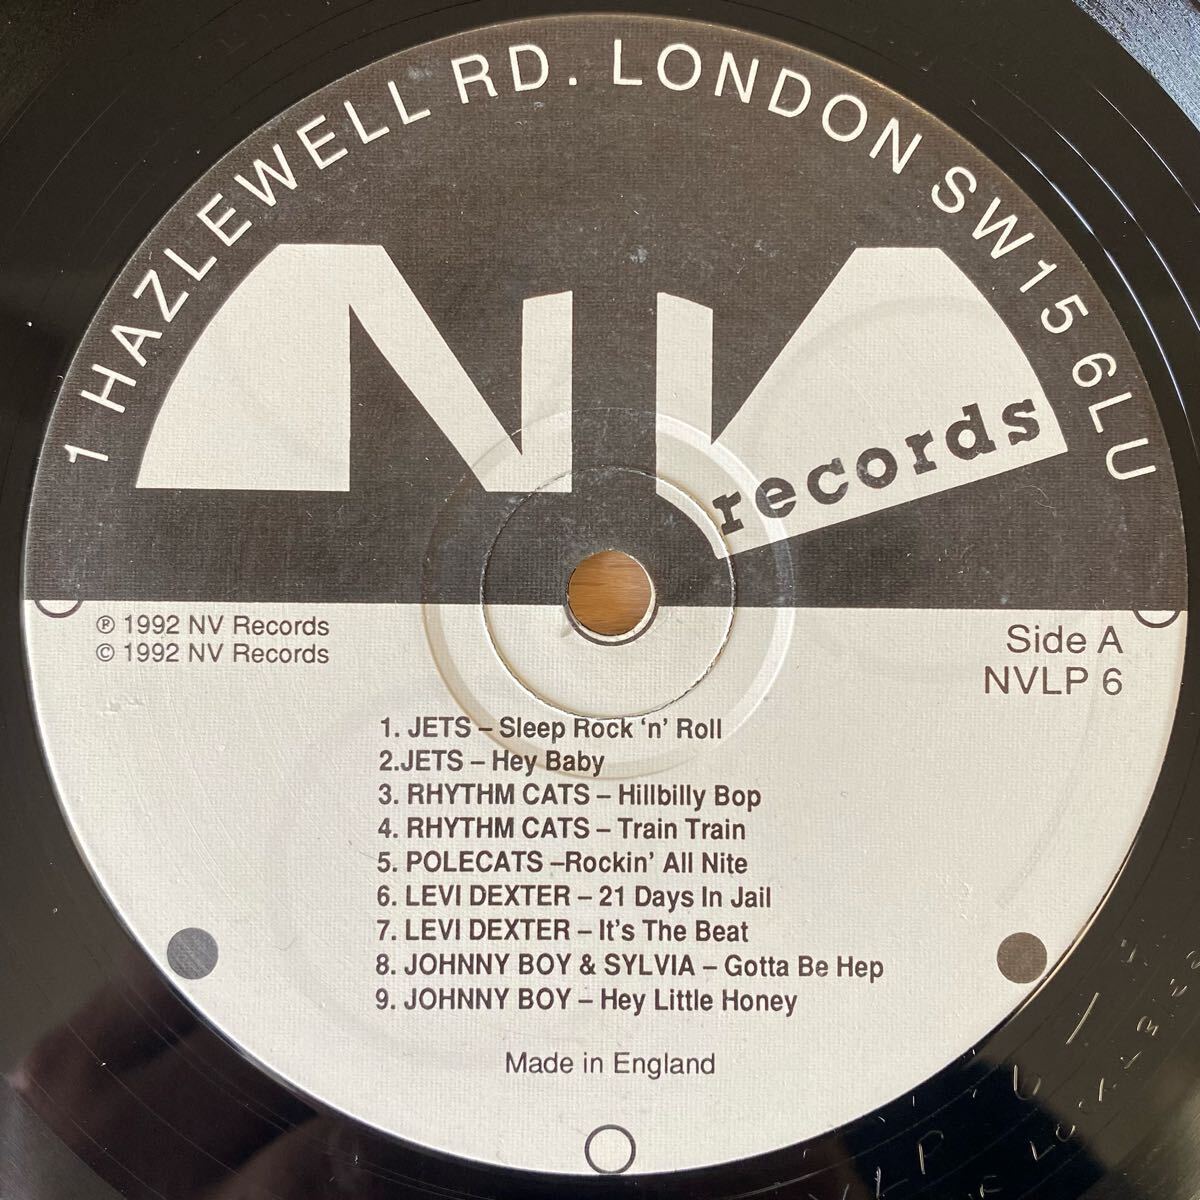 1 HAZLEWELL RD. LONDON SW15 6LU
NV
records
℗ 1992 NV Records
© 1992 NV Records
Side A
NVLP 6
1. JETS – Sleep Rock ‘n’ Roll
2.JETS – Hey Baby
3. RHYTHM CATS – Hillbilly Bop
4. RHYTHM CATS – Train Train
5. POLECATS –Rockin’ All Nite
6. LEVI DEXTER – 21 Days In Jail
7. LEVI DEXTER – It’s The Beat
8. JOHNNY BOY & SYLVIA – Gotta Be Hep
9. JOHNNY BOY – Hey Little Honey
Made in England